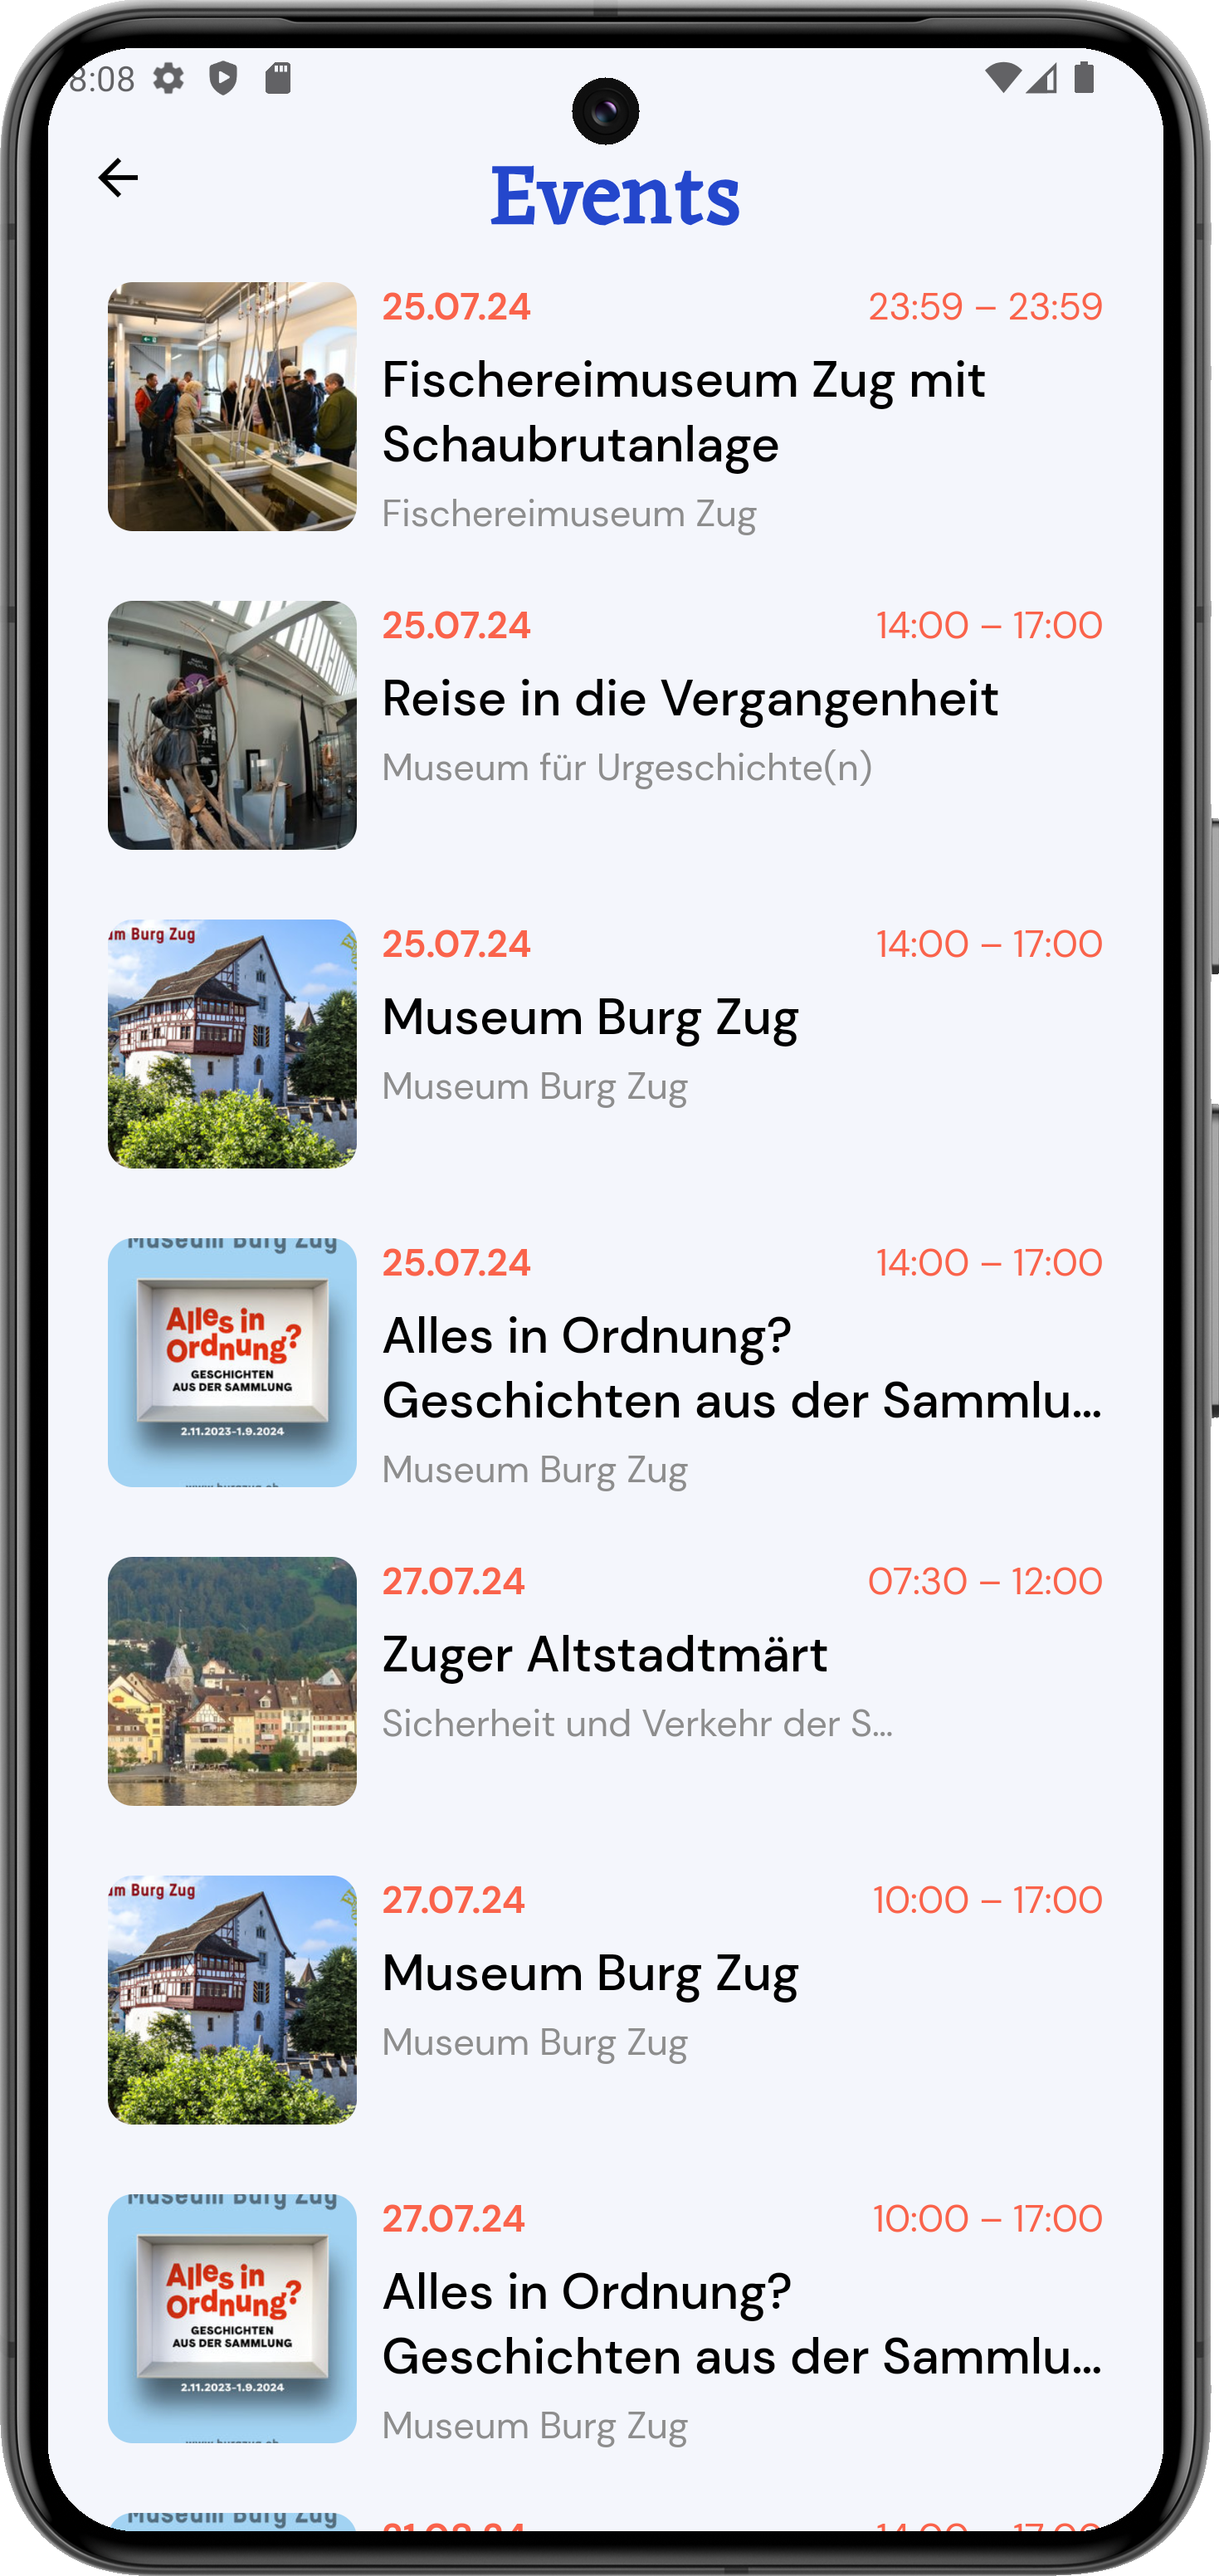 8:08
Events
25.07.24 23:59 – 23:59
Fischereimuseum Zug mit
Schaubrutanlage
Fischereimuseum Zug
25.07.24 14:00 – 17:00
Reise in die Vergangenheit
Museum für Urgeschichte(n)
um Burg Zug
25.07.24 14:00 – 17:00
Museum Burg Zug
Museum Burg Zug
Museum Burg Zug
Alles in
Ordnung?
GESCHICHTEN
AUS DER SAMMLUNG
2.11.2023-1.9.2024
25.07.24 14:00 – 17:00
Alles in Ordnung?
Geschichten aus der Sammlu...
Museum Burg Zug
27.07.24 07:30 – 12:00
Zuger Altstadtmärt
Sicherheit und Verkehr der S...
um Burg Zug
27.07.24 10:00 – 17:00
Museum Burg Zug
Museum Burg Zug
Museum Burg Zug
Alles in
Ordnung?
GESCHICHTEN
AUS DER SAMMLUNG
2.11.2023-1.9.2024
27.07.24 10:00 – 17:00
Alles in Ordnung?
Geschichten aus der Sammlu...
Museum Burg Zug
Museum Burg Zug